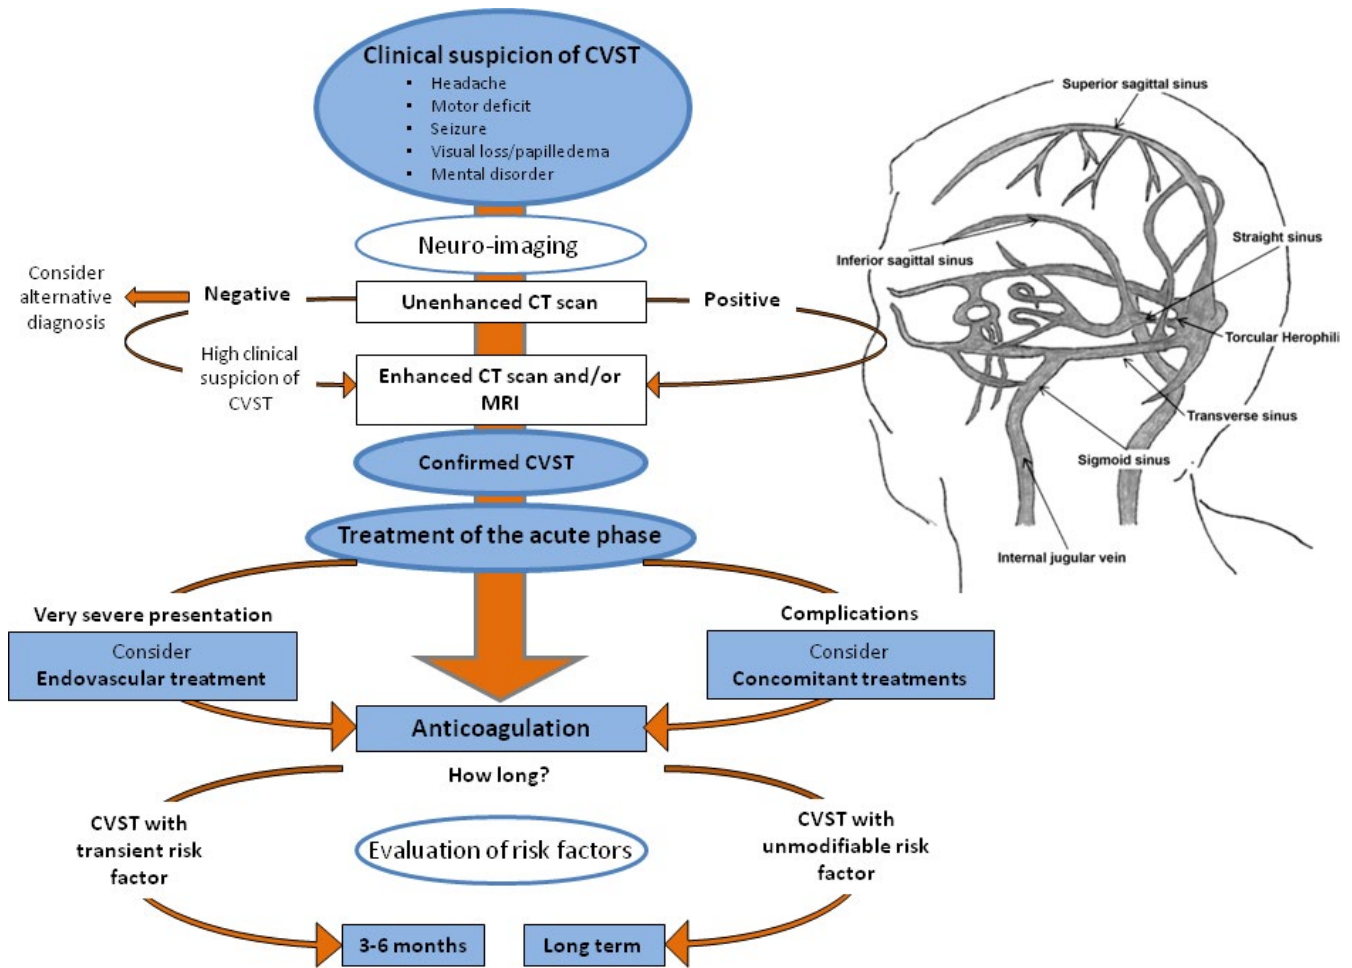 Clinical suspicion of CVST
▪ Headache
▪ Motor deficit
▪ Seizure
▪ Visual loss/papilledema
▪ Mental disorder
Neuro-imaging
Consider
alternative
diagnosis
Negative
Unenhanced CT scan
Positive
High clinical
suspicion of
CVST
Enhanced CT scan and/or
MRI
Confirmed CVST
Treatment of the acute phase
Very severe presentation
Consider
Endovascular treatment
Complications
Consider
Concomitant treatments
Anticoagulation
How long?
CVST with
transient risk
factor
Evaluation of risk factors
CVST with
unmodifiable risk
factor
3-6 months
Long term
Superior sagittal sinus
Straight sinus
Inferior sagittal sinus
Torcular Herophili
Transverse sinus
Sigmoid sinus
Internal jugular vein